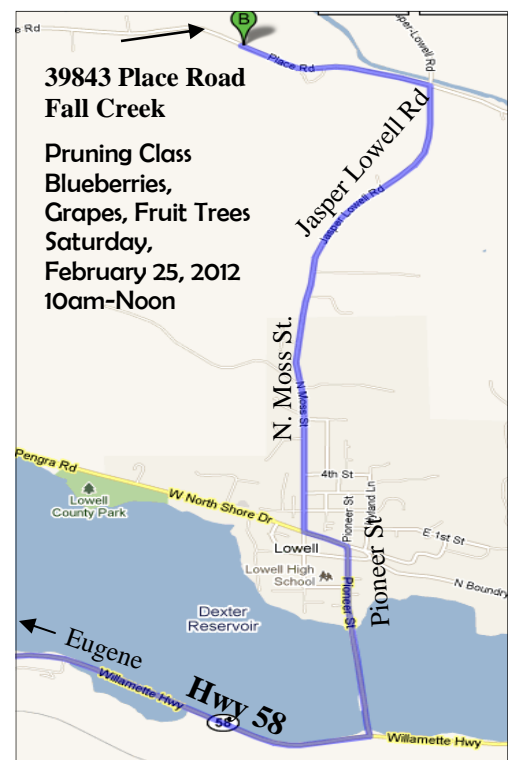 e Rd
B
per-Lowell Rd
Place Rd
39843 Place Road
Fall Creek
Jasper Lowell Rd
Pruning Class
Blueberries,
Grapes, Fruit Trees
Saturday,
February 25, 2012
10am-Noon
Jasper Lowell Rd
N. Moss St.
N Moss St
Pengra Rd
4th St
Lowell
County Park
W North Shore Dr
Pioneer St
Hyland Ln
E 1st St
Lowell
Pioneer St
Lowell High
School
N Boundry
Pioneer St
Dexter
Reservoir
Eugene
Willamette Hwy
Hwy 58
58
Willamette Hwy